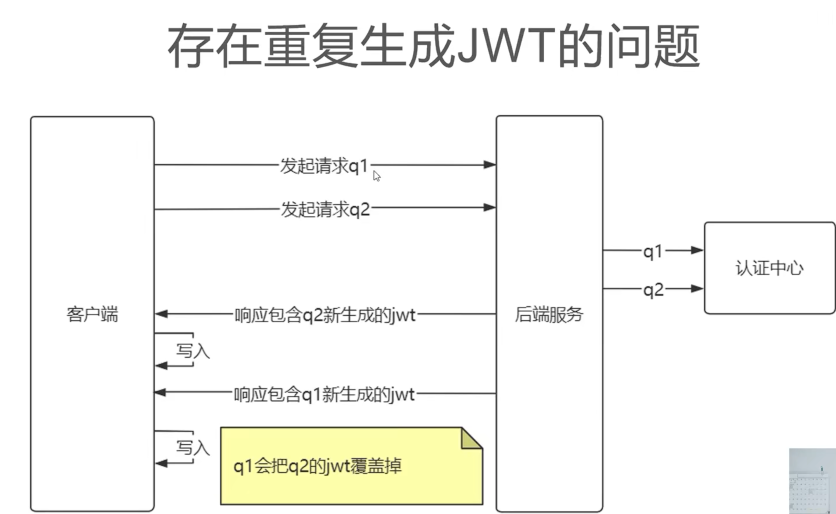 存在重复生成JWT的问题
发起请求q1
发起请求q2
q1
认证中心
q2
客户端
响应包含q2新生成的jwt
后端服务
写入
响应包含q1新生成的jwt
写入
q1会把q2的jwt覆盖掉